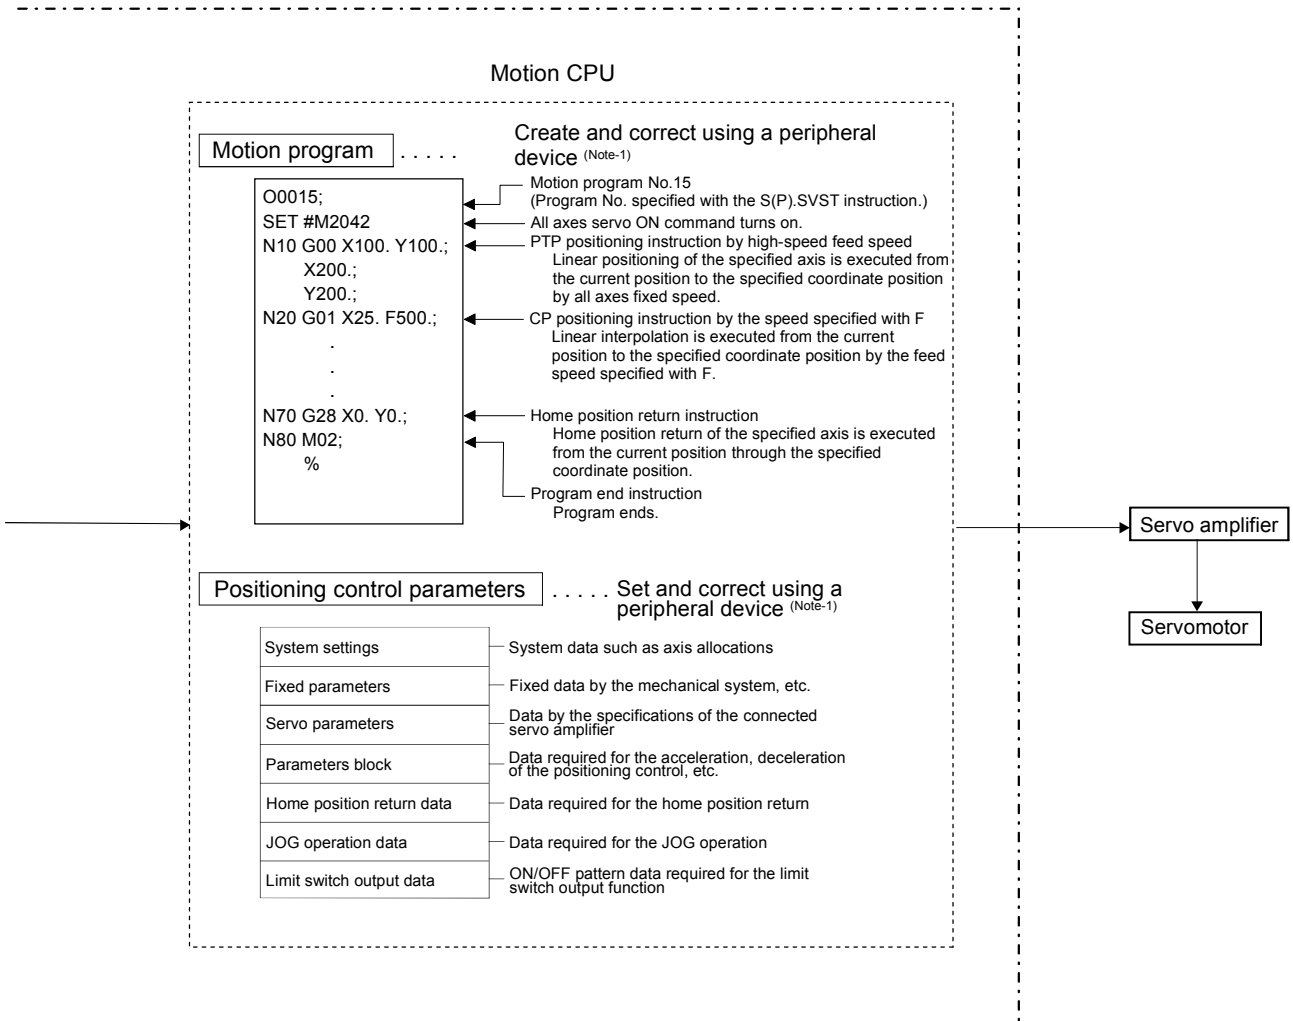 Motion CPU
Motion program . . . . .
Create and correct using a peripheral
device (Note-1)
O0015;
SET #M2042
N10 G00 X100. Y100.;
X200.;
Y200.;
N20 G01 X25. F500.;
.
.
.
N70 G28 X0. Y0.;
N80 M02;
%
Motion program No.15
(Program No. specified with the S(P).SVST instruction.)
All axes servo ON command turns on.
PTP positioning instruction by high-speed feed speed
Linear positioning of the specified axis is executed from
the current position to the specified coordinate position
by all axes fixed speed.
CP positioning instruction by the speed specified with F
Linear interpolation is executed from the current
position to the specified coordinate position by the feed
speed specified with F.
Home position return instruction
Home position return of the specified axis is executed
from the current position through the specified
coordinate position.
Program end instruction
Program ends.
Servo amplifier
Servomotor
Positioning control parameters . . . . . Set and correct using a
peripheral device (Note-1)
System settings
System data such as axis allocations
Fixed parameters
Fixed data by the mechanical system, etc.
Servo parameters
Data by the specifications of the connected
servo amplifier
Parameters block
Data required for the acceleration, deceleration
of the positioning control, etc.
Home position return data
Data required for the home position return
JOG operation data
Data required for the JOG operation
Limit switch output data
ON/OFF pattern data required for the limit
switch output function